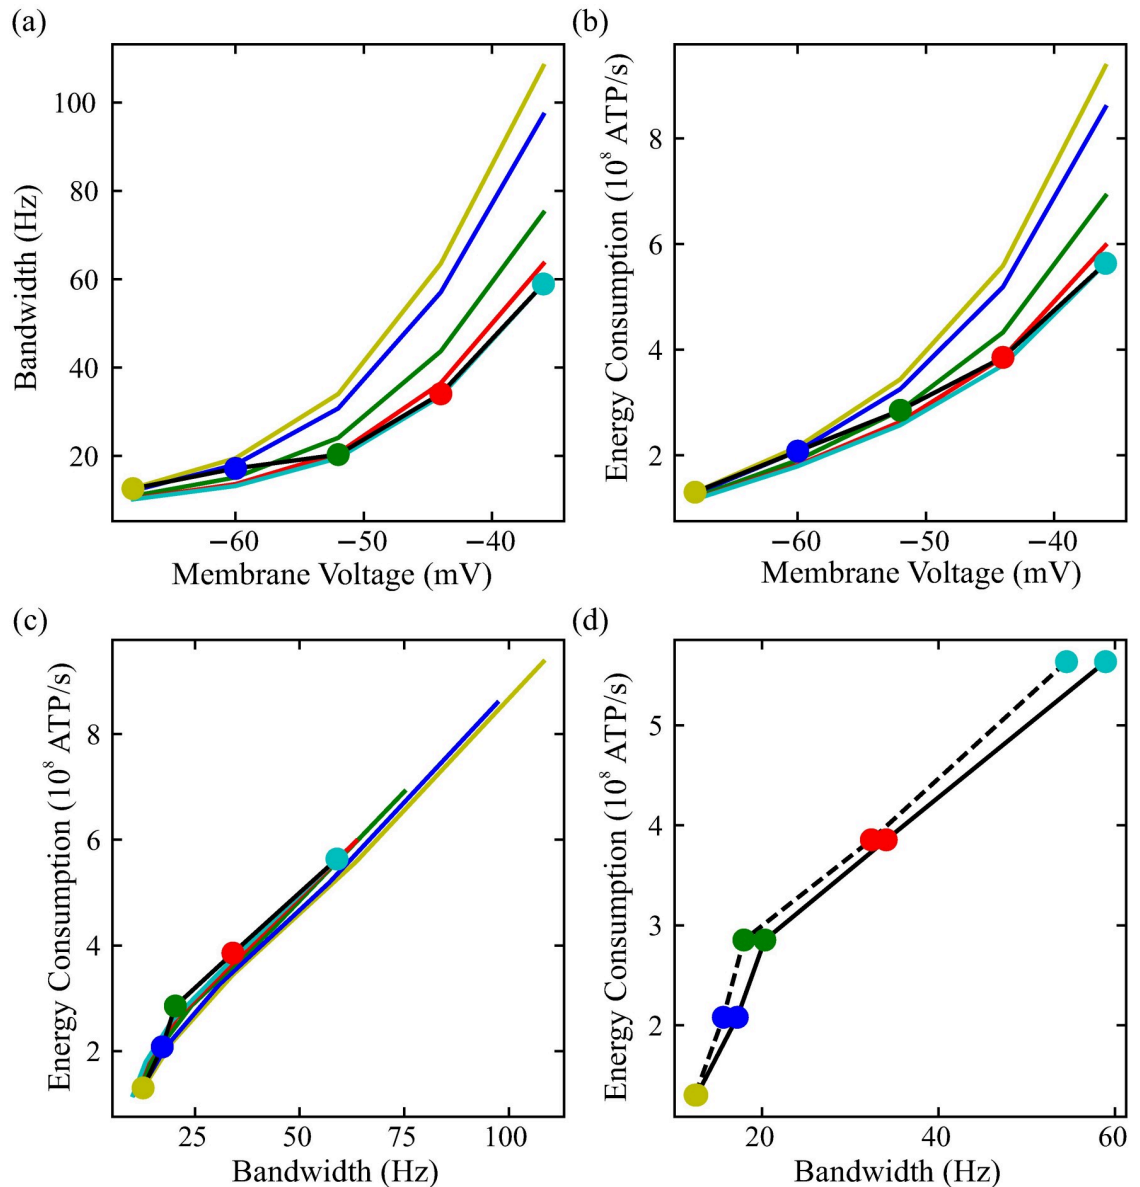 (a)
100
80
60
40
20
Bandwidth (Hz)
−60 −50 −40
Membrane Voltage (mV)
(b)
8
6
4
2
Energy Consumption (10⁸ ATP/s)
−60 −50 −40
Membrane Voltage (mV)
(c)
8
6
4
2
Energy Consumption (10⁸ ATP/s)
25 50 75 100
Bandwidth (Hz)
(d)
5
4
3
2
Energy Consumption (10⁸ ATP/s)
20 40 60
Bandwidth (Hz)